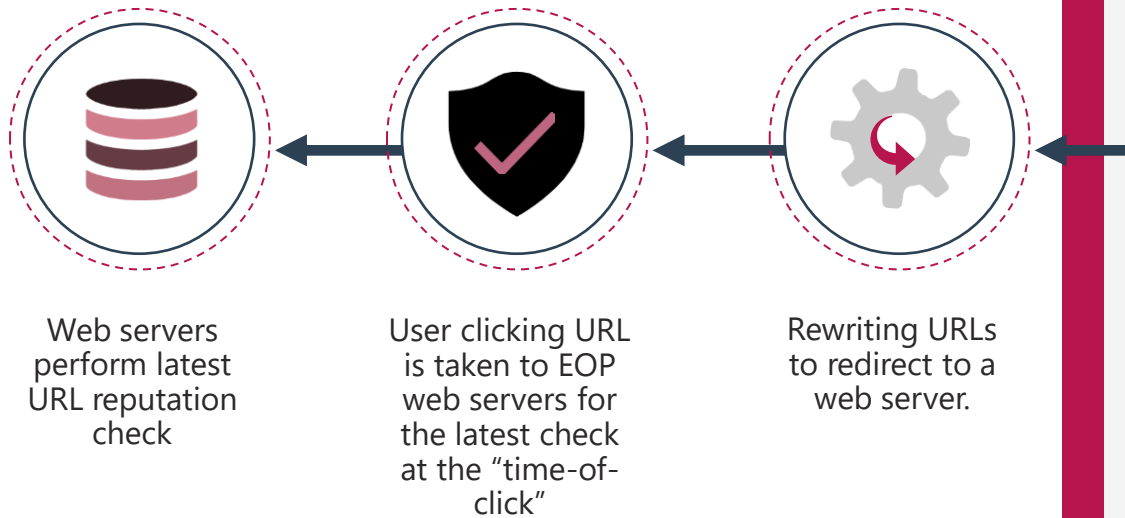 Web servers
perform latest
URL reputation
check
User clicking URL
is taken to EOP
web servers for
the latest check
at the “time-of-
click”
Rewriting URLs
to redirect to a
web server.